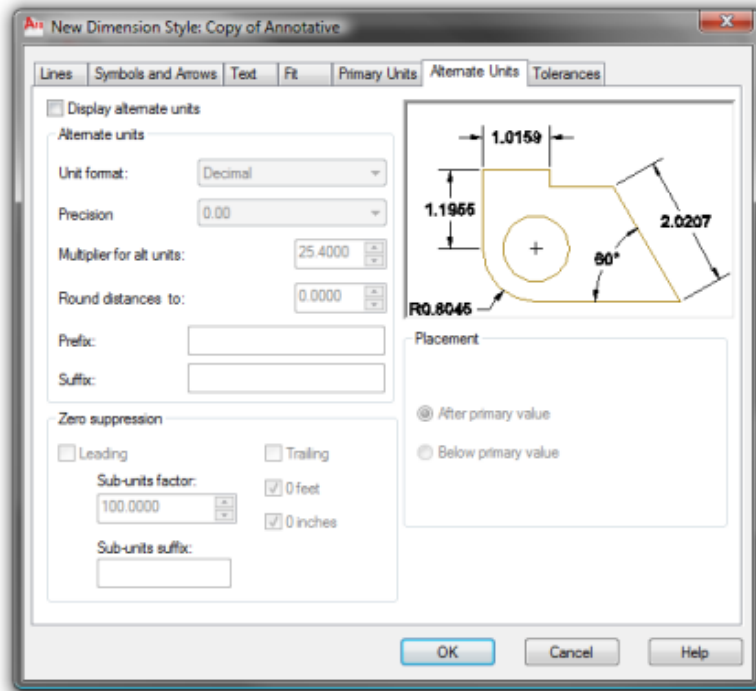 New Dimension Style: Copy of Annotative
Lines Symbols and Arrows Text Fit Primary Units Alternate Units Tolerances
Display alternate units
Alternate units
Unit format: Decimal
Precision 0.00
Multiplier for alt units: 25.4000
Round distances to: 0.0000
Prefix:
Suffix:
Zero suppression
Leading Trailing
Sub-units factor: 0 feet
100.0000
0 inches
Sub-units suffix:
1.0159
1.1955
2.0207
60°
R0.8045
Placement
After primary value
Below primary value
OK Cancel Help